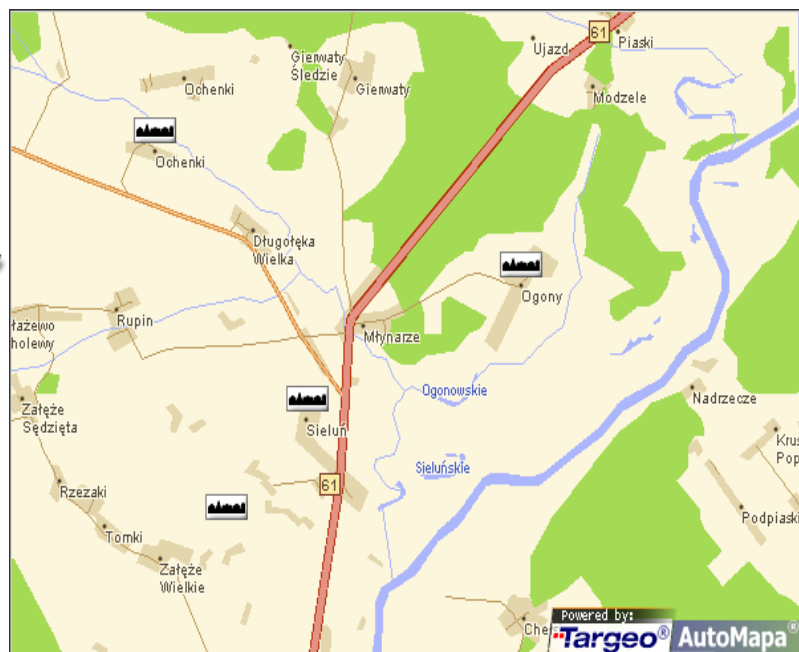 61
Piaski
Ujazd
Gierwaty
Śledzie
Gierwaty
Ochenki
Modzele
Ochenki
Długołęka
Wielka
Ogony
Rupin
Młynarze
Ogonowskie
Nadrzecze
Załęże
Sędzięta
Sieluń
Sieluńskie
61
Rzezaki
Tomki
Podpiaski
Załęże
Wielkie
Powered by:
Targeo® AutoMapa®